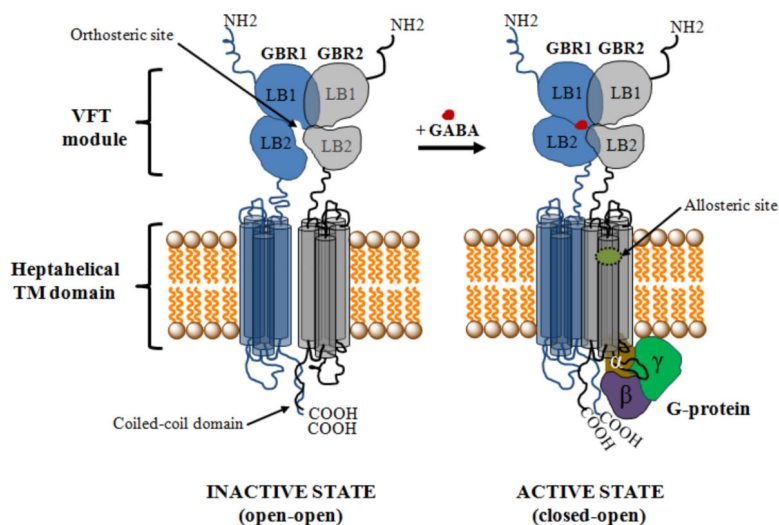 NH2
NH2
NH2
NH2
Orthosteric site
GBR1 GBR2
GBR1 GBR2
LB1
LB1
LB1
LB1
VFT
module
+ GABA
LB2
LB2
LB2
LB2
Allosteric site
Heptahelical
TM domain
α
γ
β
G-protein
Coiled-coil domain
COOH
COOH
COOH
COOH
INACTIVE STATE
(open-open)
ACTIVE STATE
(closed-open)